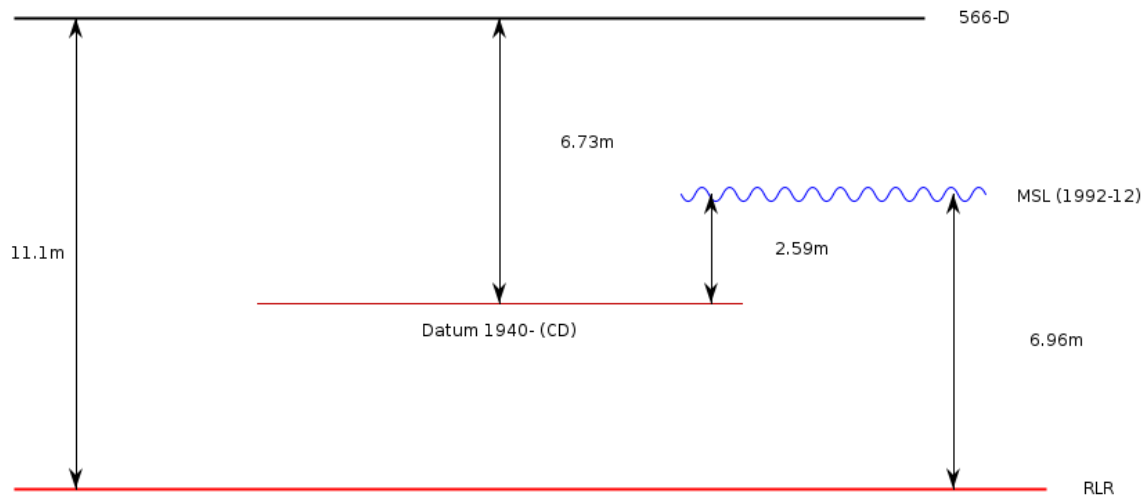 566-D
6.73m
MSL (1992-12)
11.1m
2.59m
Datum 1940- (CD)
6.96m
RLR